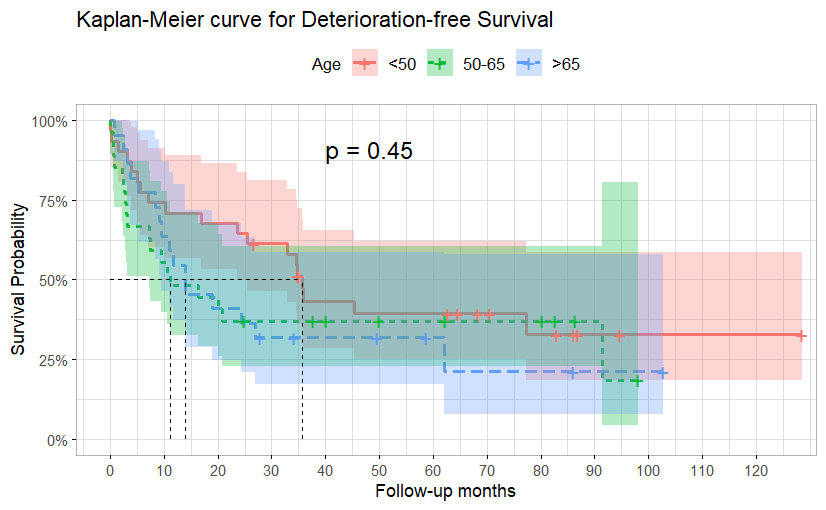 Kaplan-Meier curve for Deterioration-free Survival
Age <50 50-65 >65
p = 0.45
100%
75%
50%
25%
0%
Survival Probability
0 10 20 30 40 50 60 70 80 90 100 110 120
Follow-up months